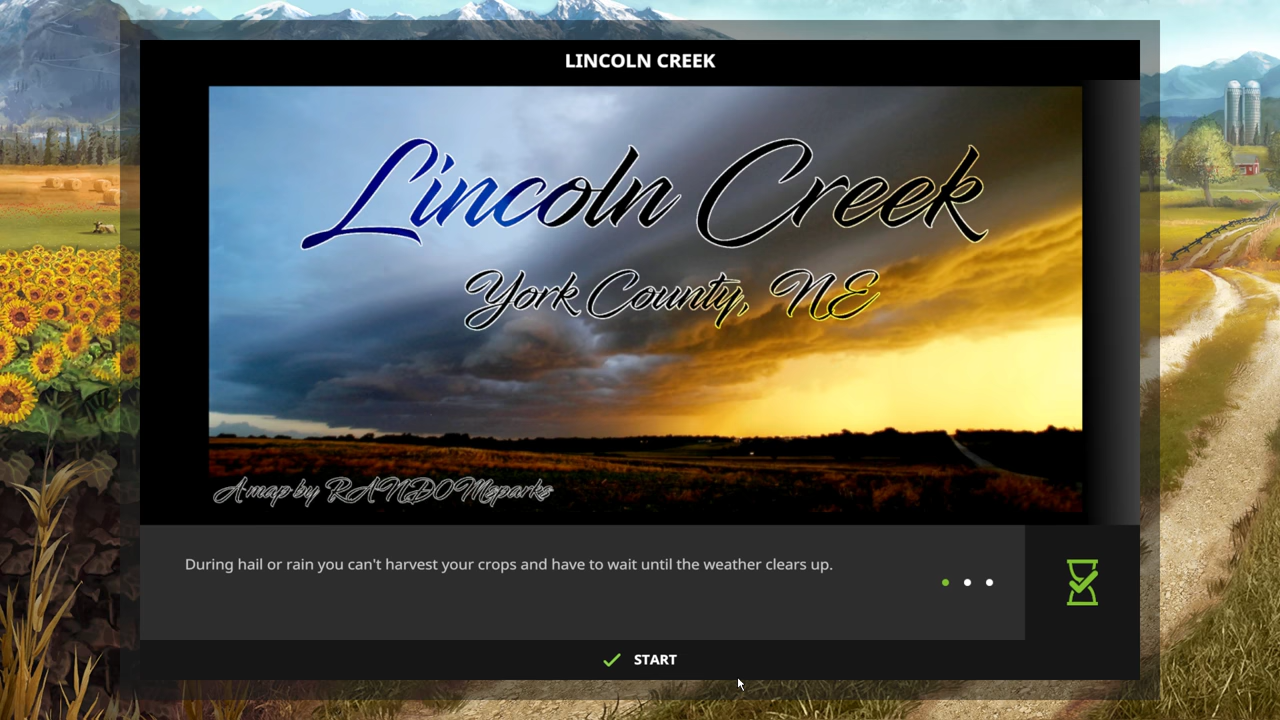 LINCOLN CREEK
Lincoln Creek
York County, NE
A map by RANDOMsparks
During hail or rain you can't harvest your crops and have to wait until the weather clears up.
START